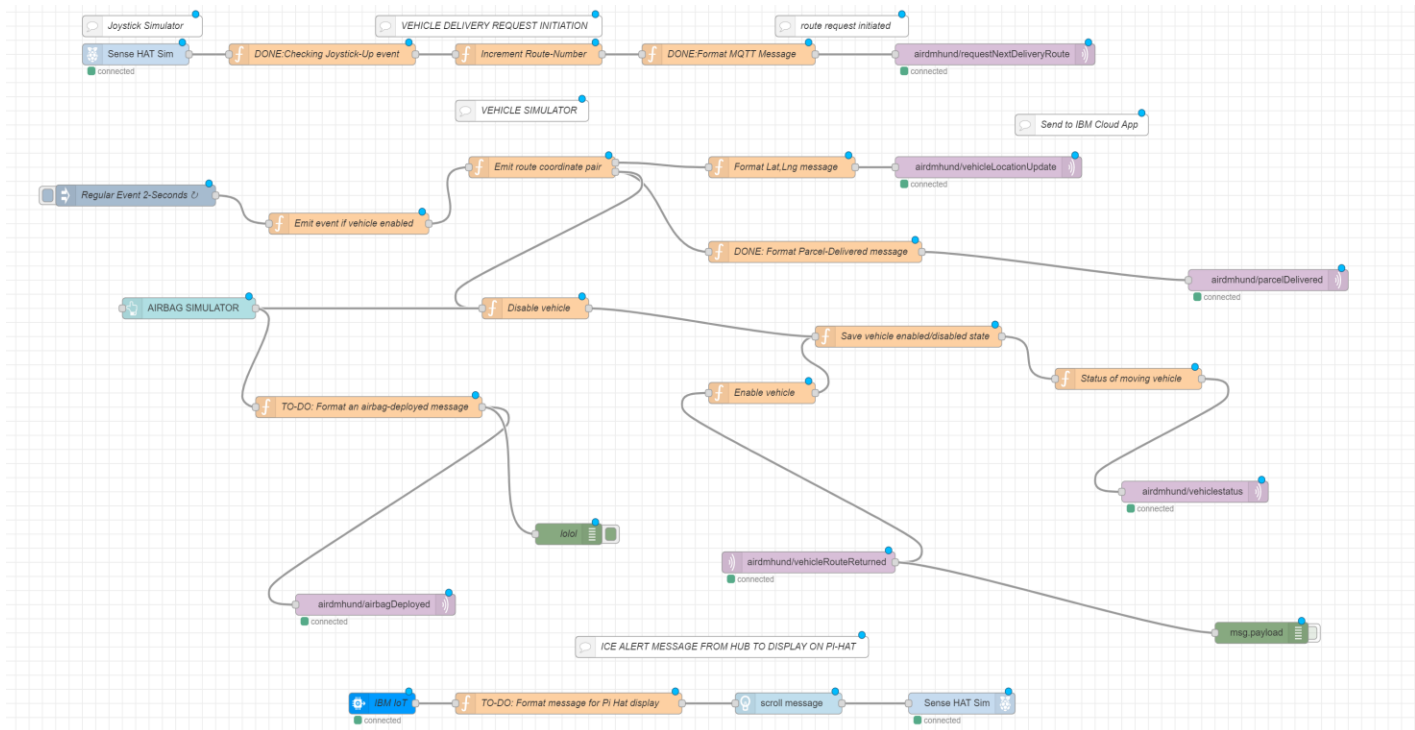 Joystick Simulator
VEHICLE DELIVERY REQUEST INITIATION
route request initiated
Sense HAT Sim
DONE:Checking Joystick-Up event
Increment Route-Number
DONE:Format MQTT Message
airdmhund/requestNextDeliveryRoute
connected
connected
VEHICLE SIMULATOR
Send to IBM Cloud App
Emit route coordinate pair
Format Lat,Lng message
airdmhund/vehicleLocationUpdate
connected
Regular Event 2-Seconds ↻
Emit event if vehicle enabled
DONE: Format Parcel-Delivered message
airdmhund/parcelDelivered
connected
AIRBAG SIMULATOR
Disable vehicle
Save vehicle enabled/disabled state
Status of moving vehicle
Enable vehicle
TO-DO: Format an airbag-deployed message
airdmhund/vehiclestatus
connected
lolol
airdmhund/vehicleRouteReturned
connected
airdmhund/airbagDeployed
connected
msg.payload
ICE ALERT MESSAGE FROM HUB TO DISPLAY ON PI-HAT
IBM IoT
TO-DO: Format message for Pi Hat display
scroll message
Sense HAT Sim
connected
connected